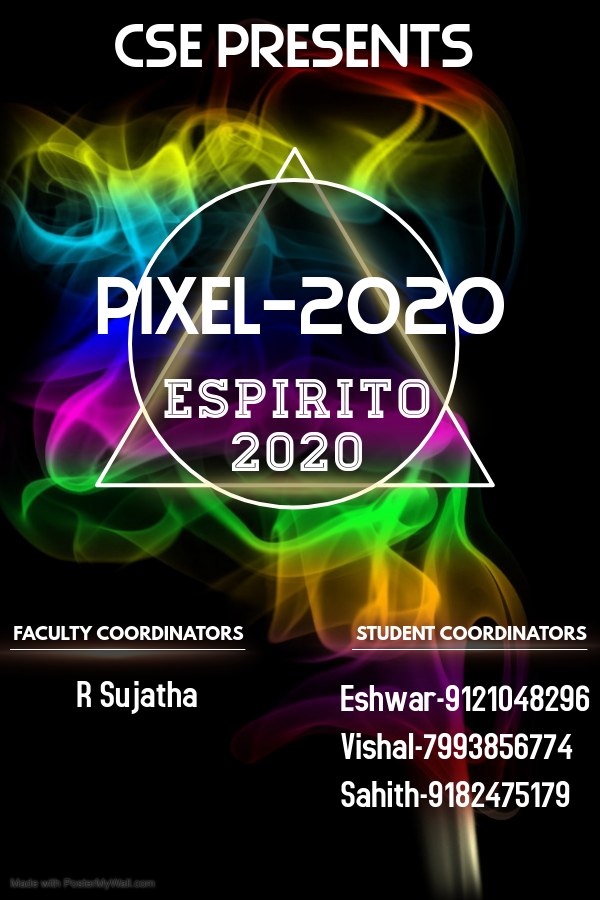 CSE PRESENTS
PIXEL-2020
ESPIRITO
2020
FACULTY COORDINATORS
R Sujatha
STUDENT COORDINATORS
Eshwar-9121048296
Vishal-7993856774
Sahith-9182475179
Made with PosterMyWall.com